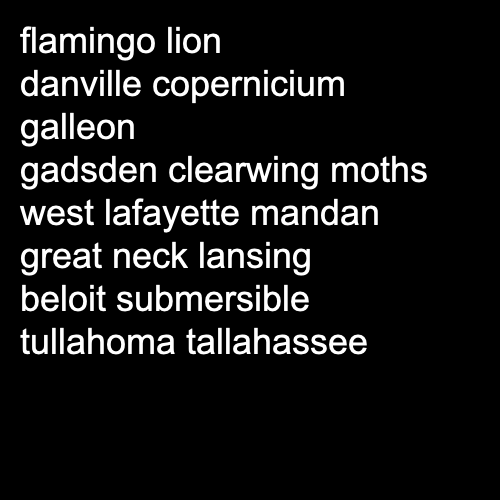 flamingo lion
danville copernicium
galleon
gadsden clearwing moths
west lafayette mandan
great neck lansing
beloit submersible
tullahoma tallahassee